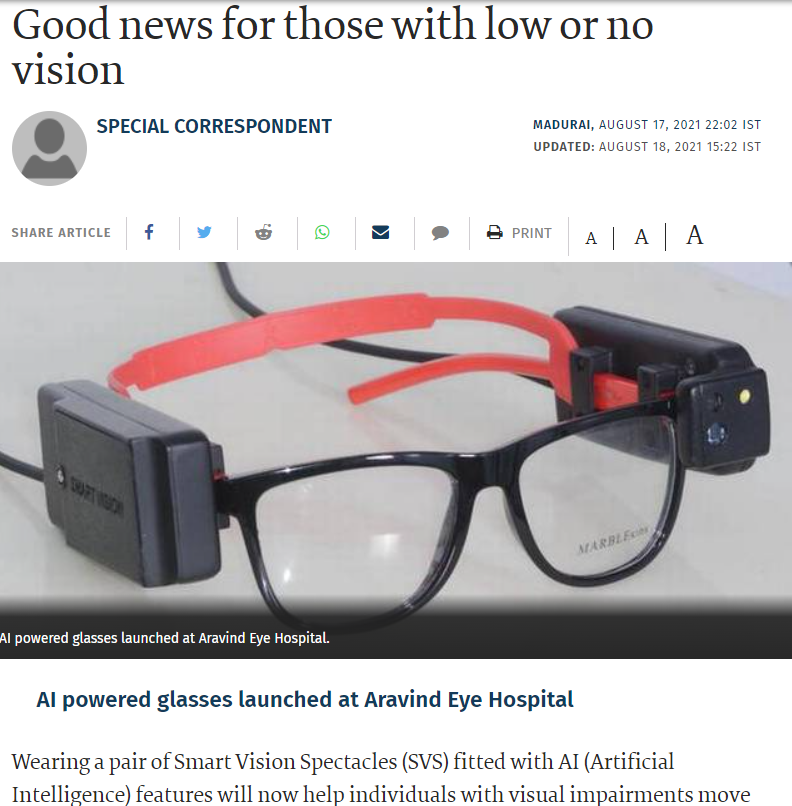 Good news for those with low or no
vision
SPECIAL CORRESPONDENT
MADURAI, AUGUST 17, 2021 22:02 IST
UPDATED: AUGUST 18, 2021 15:22 IST
SHARE ARTICLE
PRINT
A | A | A
SMART VISION
MARBLE
AI powered glasses launched at Aravind Eye Hospital.
AI powered glasses launched at Aravind Eye Hospital
Wearing a pair of Smart Vision Spectacles (SVS) fitted with AI (Artificial
Intelligence) features will now help individuals with visual impairments move